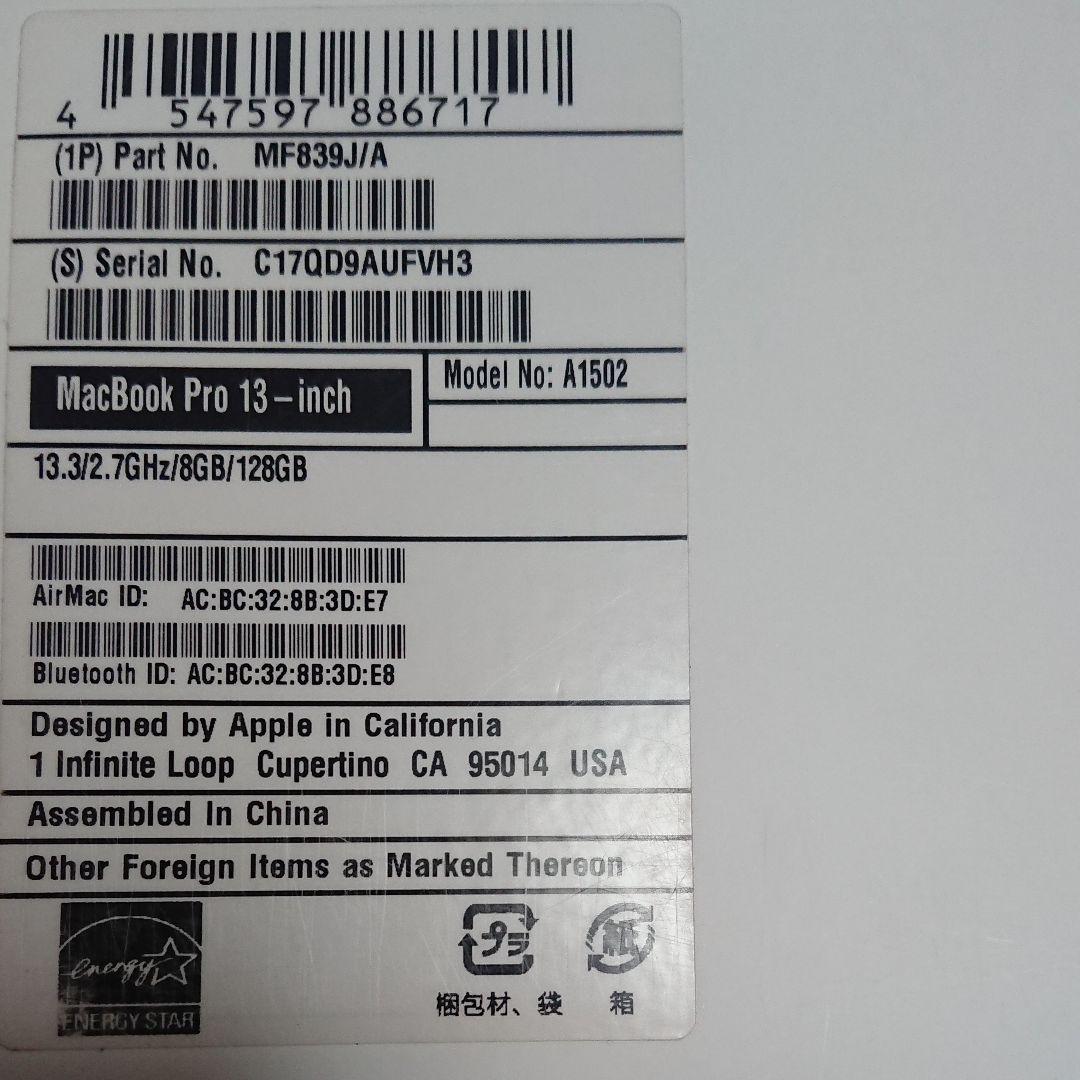 4 547597 886717
(1P) Part No. MF839J/A
(S) Serial No. C17QD9AUFVH3
MacBook Pro 13-inch
Model No: A1502
13.3/2.7GHz/8GB/128GB
AirMac ID: AC:BC:32:8B:3D:E7
Bluetooth ID: AC:BC:32:8B:3D:E8
Designed by Apple in California
1 Infinite Loop Cupertino CA 95014 USA
Assembled In China
Other Foreign Items as Marked Thereon
energy
ENERGY STAR
プラ
紙
梱包材、袋
箱